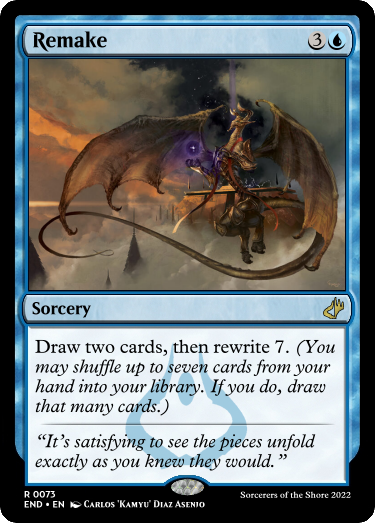 Remake 3
Sorcery
Draw two cards, then rewrite 7. (You
may shuffle up to seven cards from your
hand into your library. If you do, draw
that many cards.)
“It’s satisfying to see the pieces unfold
exactly as you knew they would.”
R 0073
END • EN Carlos 'Kamyu' Diaz Asenjo
Sorcerers of the Shore 2022